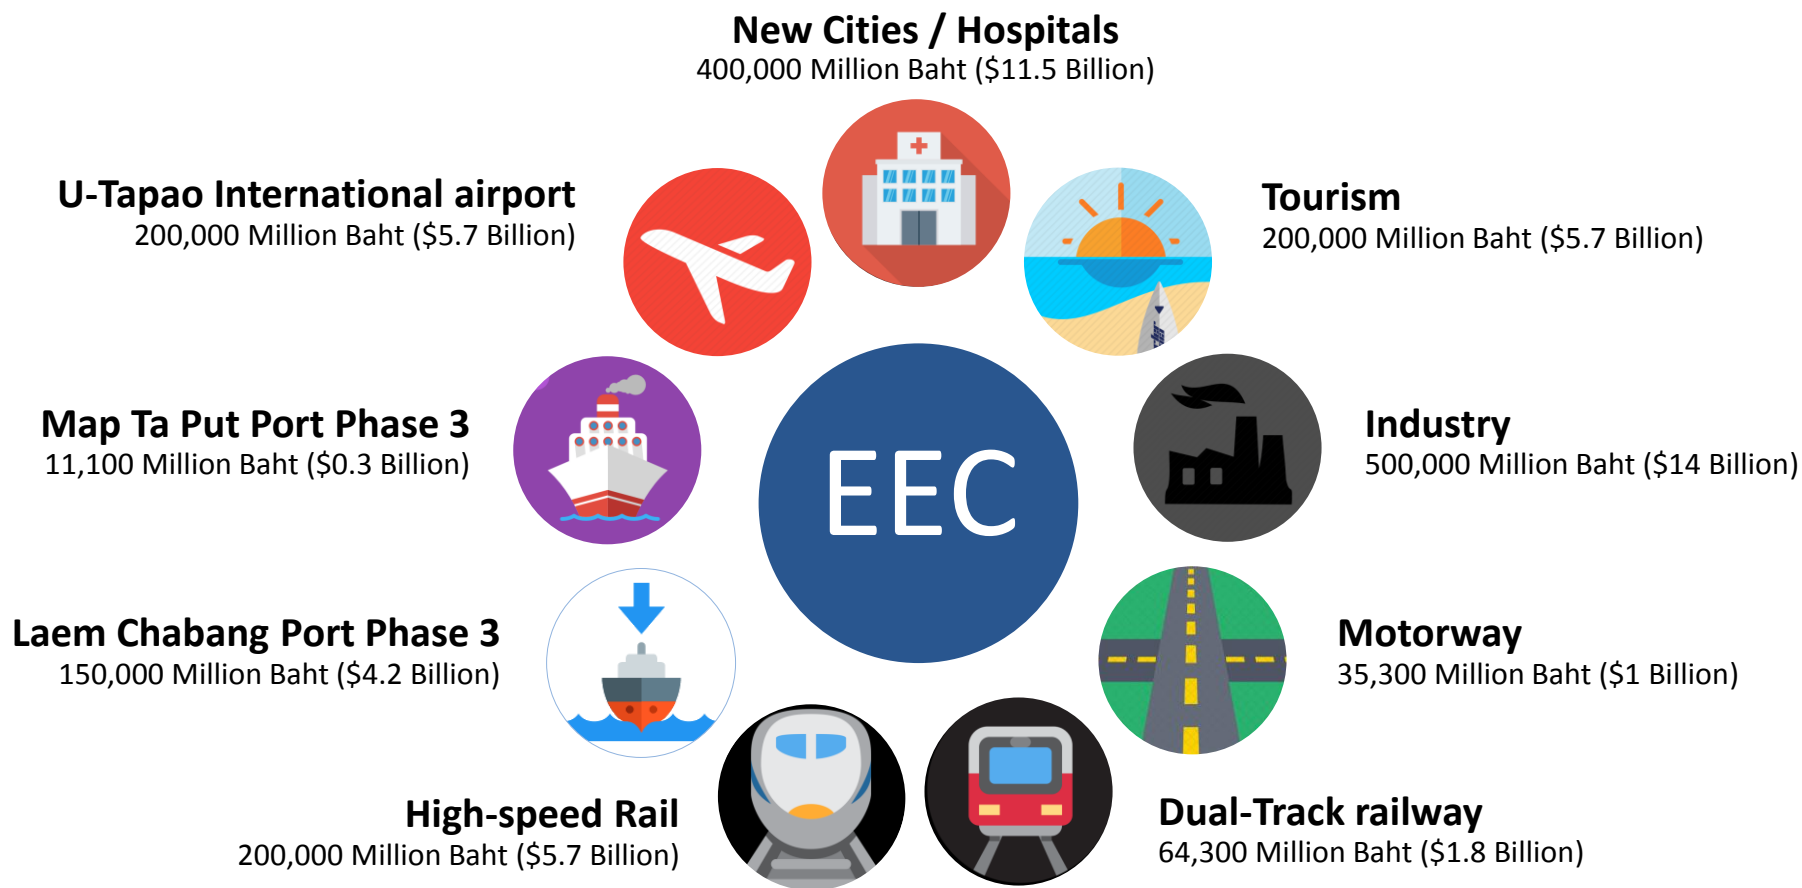 New Cities / Hospitals
400,000 Million Baht ($11.5 Billion)
U-Tapao International airport
200,000 Million Baht ($5.7 Billion)
Tourism
200,000 Million Baht ($5.7 Billion)
Map Ta Put Port Phase 3
11,100 Million Baht ($0.3 Billion)
EEC
Industry
500,000 Million Baht ($14 Billion)
Laem Chabang Port Phase 3
150,000 Million Baht ($4.2 Billion)
Motorway
35,300 Million Baht ($1 Billion)
High-speed Rail
200,000 Million Baht ($5.7 Billion)
Dual-Track railway
64,300 Million Baht ($1.8 Billion)